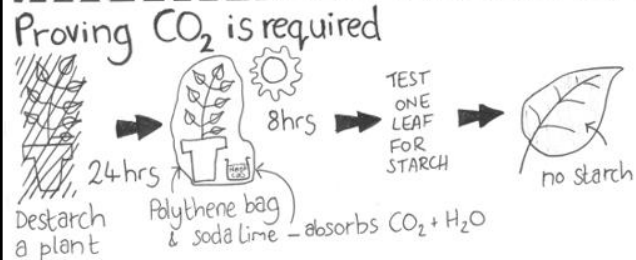 Proving CO₂ is required
24hrs
8hrs
TEST
ONE
LEAF
FOR
STARCH
no starch
Destarch
a plant
Polythene bag
& soda lime – absorbs CO₂ + H₂O